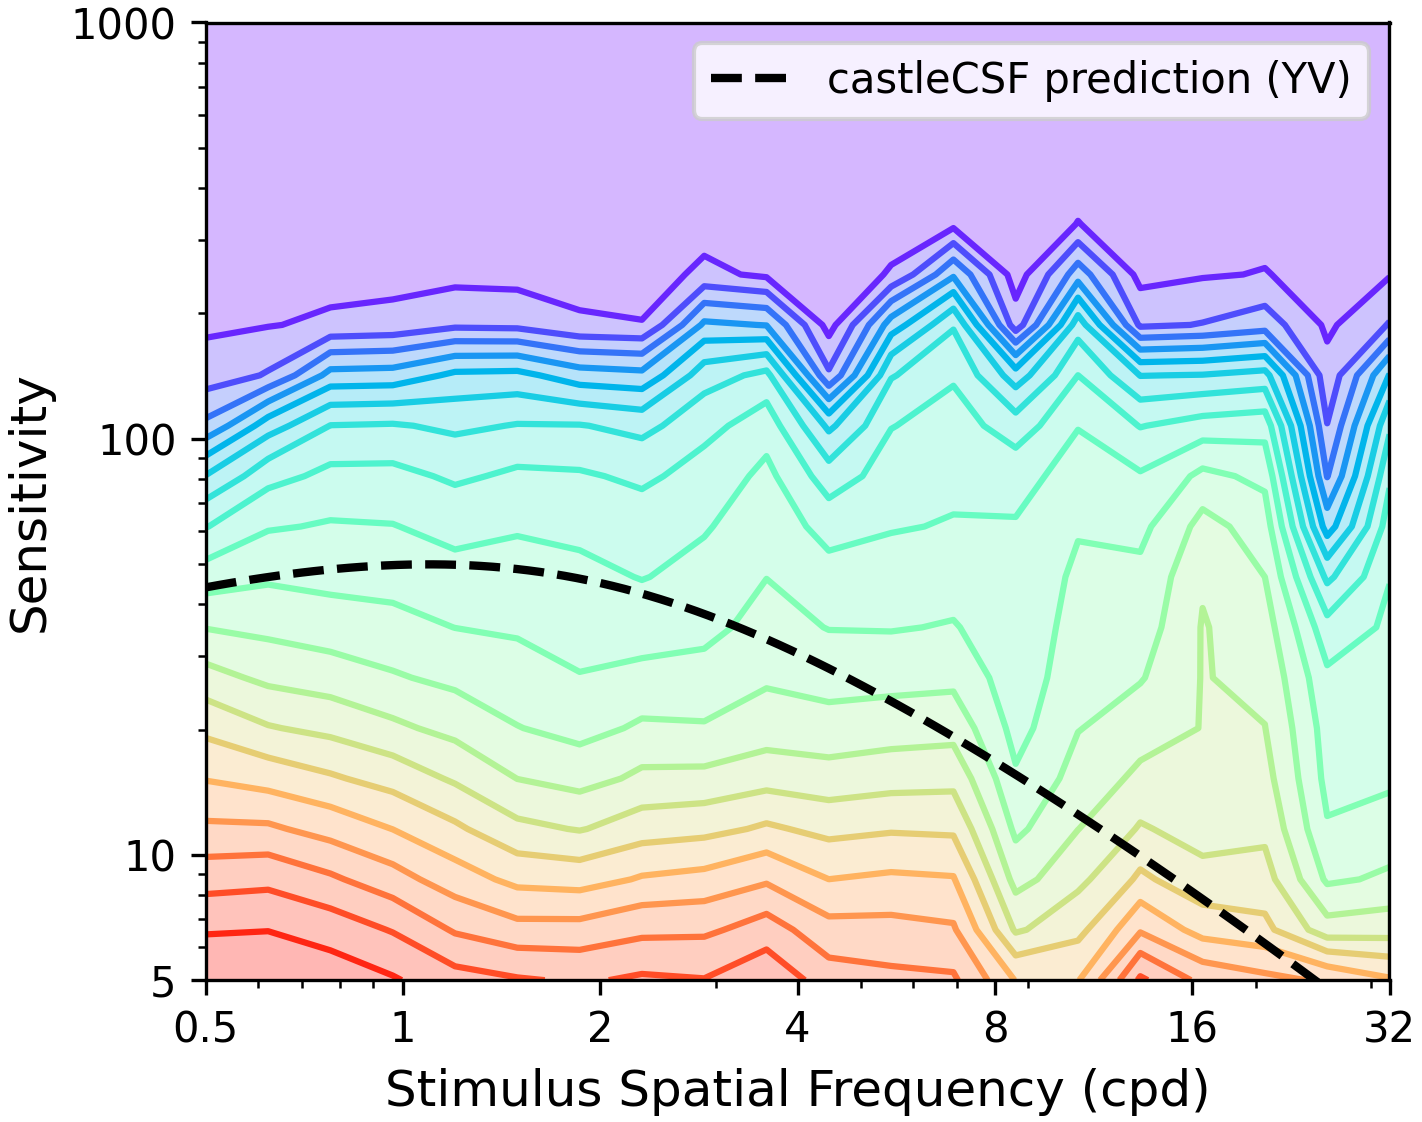 1000
castleCSF prediction (YV)
100
Sensitivity
10
5
0.5 1 2 4 8 16 32
Stimulus Spatial Frequency (cpd)